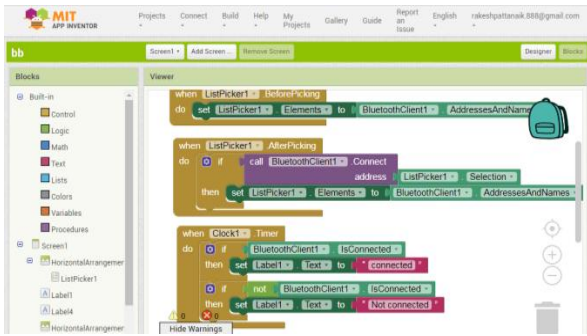 MIT
APP INVENTOR
Projects Connect Build Help My Projects Gallery Guide Report an Issue English rakeshpattanaik.888@gmail.com
bb
Screen1 Add Screen ... Remove Screen Designer Blocks
Blocks
Viewer
Built-in
Control
Logic
Math
Text
Lists
Colors
Variables
Procedures
Screen1
HorizontalArrangemer
ListPicker1
Label1
Label4
HorizontalArrangemer
when ListPicker1 .BeforePicking
do set ListPicker1 . Elements to BluetoothClient1 . AddressesAndNames
when ListPicker1 .AfterPicking
do if call BluetoothClient1 .Connect
address ListPicker1 . Selection
then set ListPicker1 . Elements to BluetoothClient1 . AddressesAndNames
when Clock1 .Timer
do if BluetoothClient1 . IsConnected
then set Label1 . Text to " connected "
if not BluetoothClient1 . IsConnected
then set Label1 . Text to " Not connected "
0 0
Hide Warnings